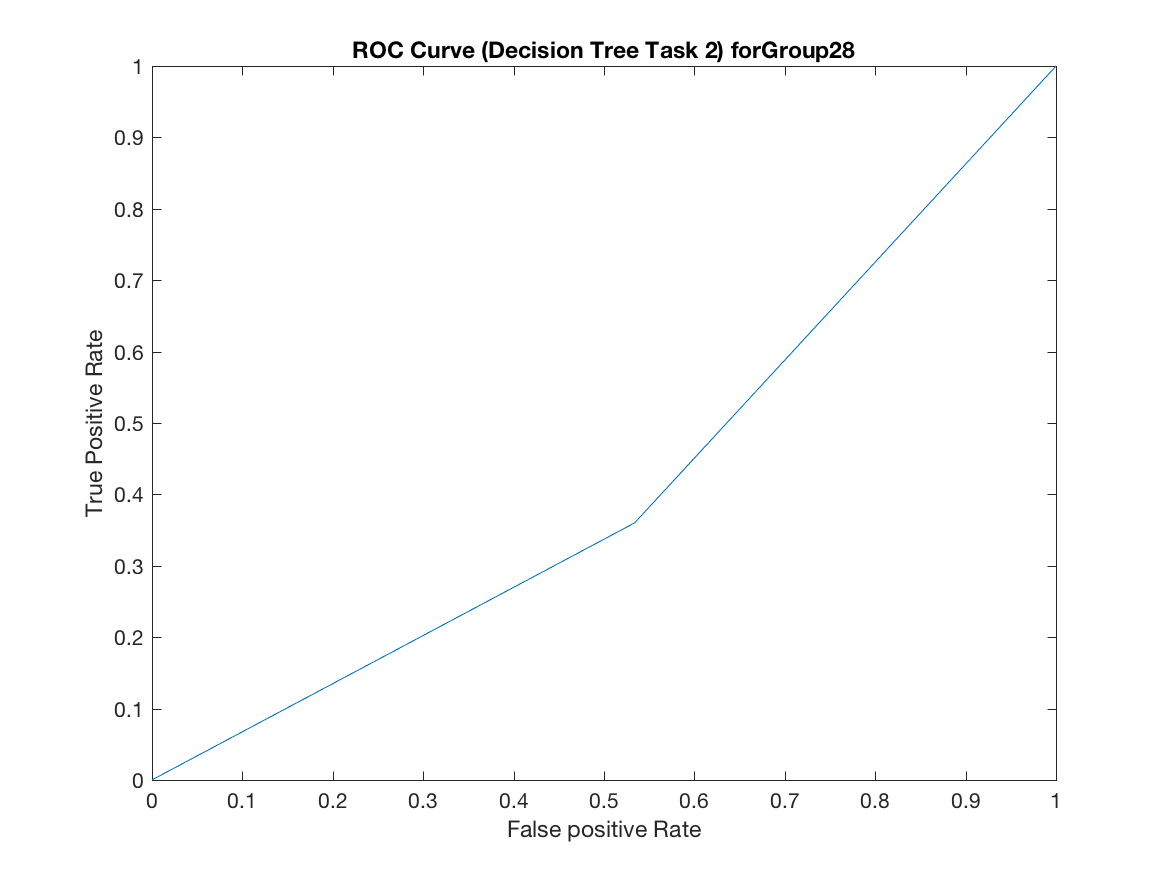 ROC Curve (Decision Tree Task 2) forGroup28
1
0.9
0.8
0.7
0.6
0.5
0.4
0.3
0.2
0.1
0
True Positive Rate
0 0.1 0.2 0.3 0.4 0.5 0.6 0.7 0.8 0.9 1
False positive Rate